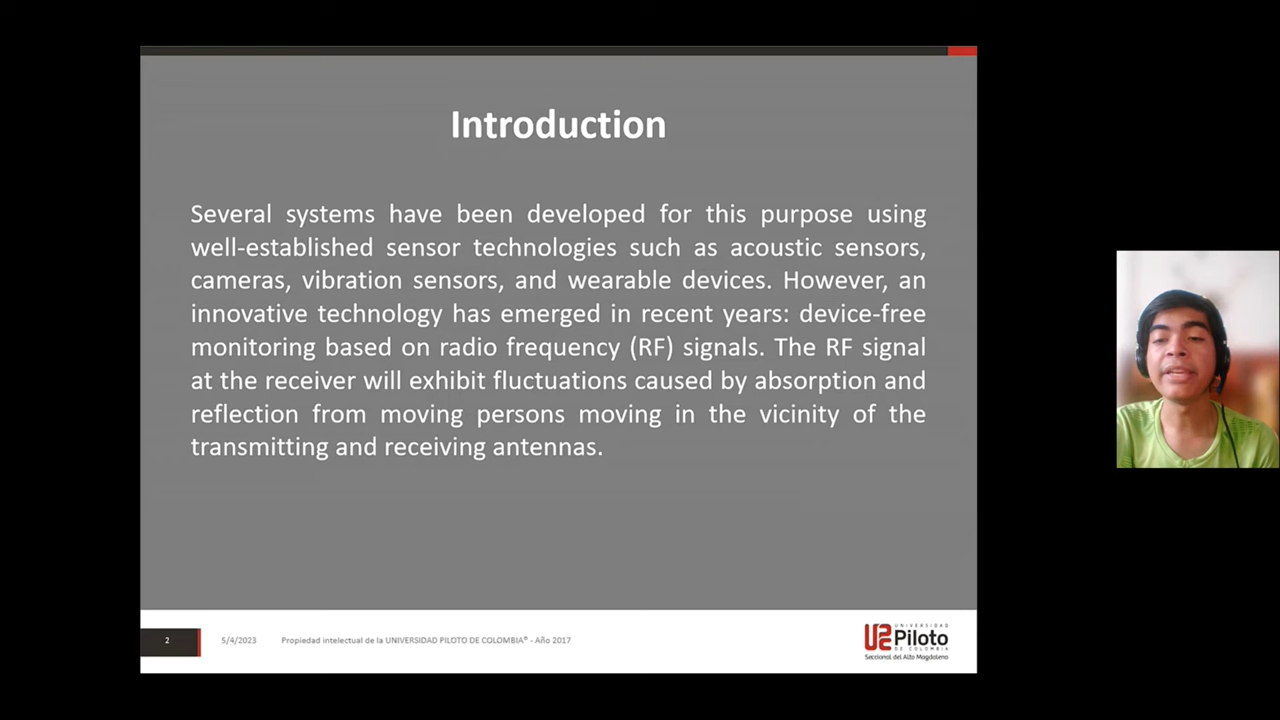 Introduction
Several systems have been developed for this purpose using
well-established sensor technologies such as acoustic sensors,
cameras, vibration sensors, and wearable devices. However, an
innovative technology has emerged in recent years: device-free
monitoring based on radio frequency (RF) signals. The RF signal
at the receiver will exhibit fluctuations caused by absorption and
reflection from moving persons moving in the vicinity of the
transmitting and receiving antennas.
2
5/4/2023
Propiedad intelectual de la UNIVERSIDAD PILOTO DE COLOMBIA® - Año 2017
UNIVERSIDAD
Piloto
DE COLOMBIA
Seccional del Alto Magdalena